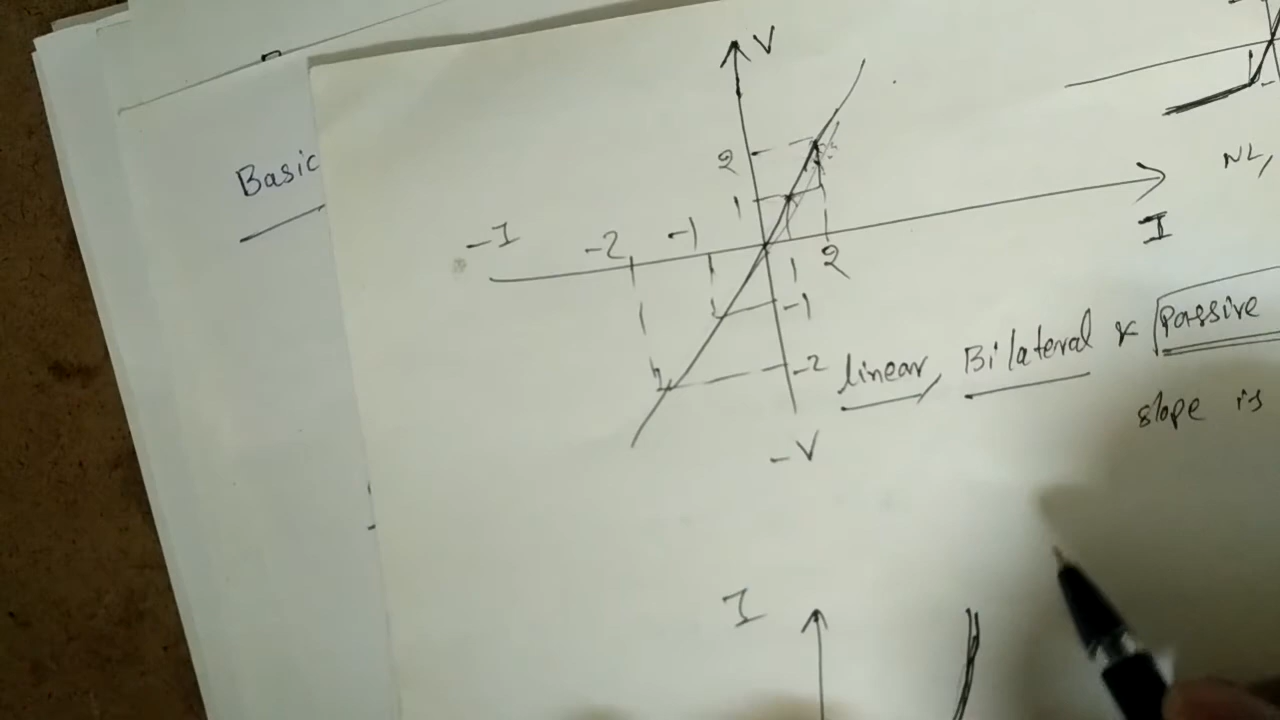 V
Basic
2
1
-I -2 -1
1 2
I
-1
-2
linear, Bilateral & Passive
-V
NL,
slope is
I